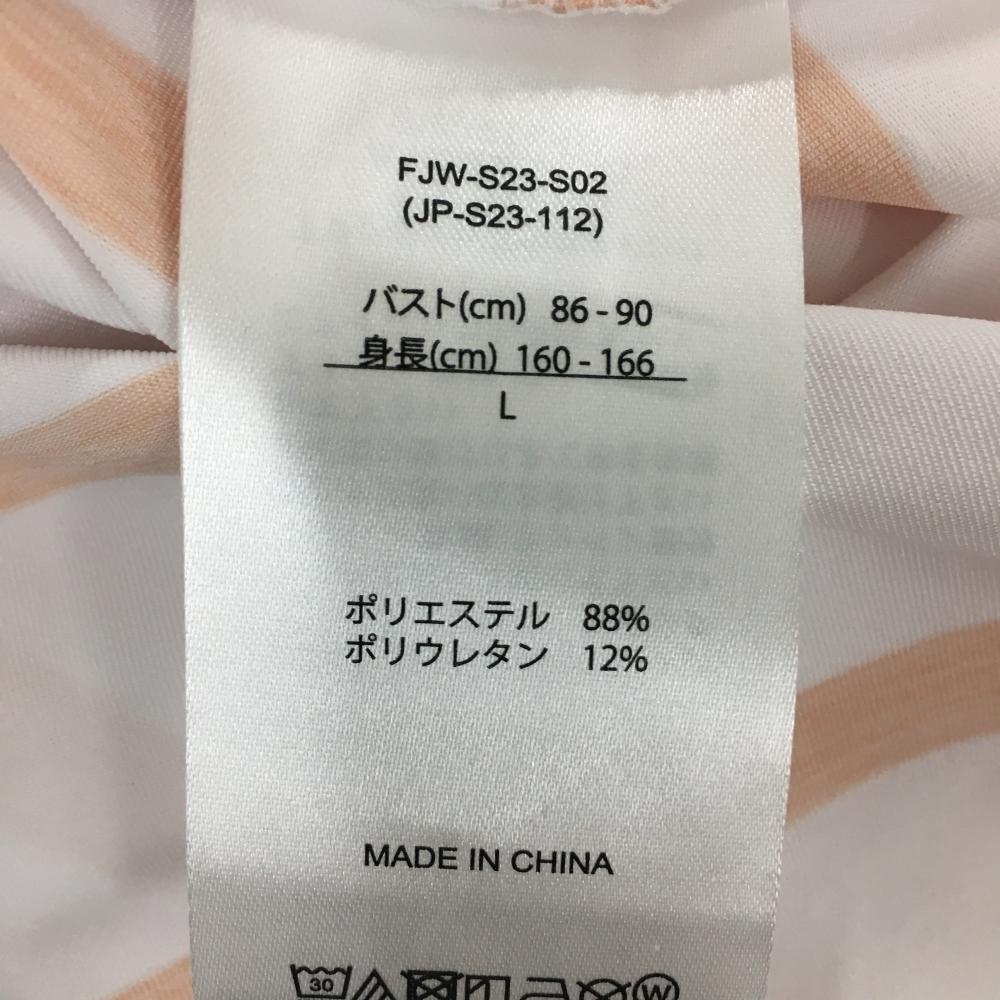 FJW-S23-S02
(JP-S23-112)
バスト(cm) 86 - 90
身長(cm) 160 - 166
L
ポリエステル 88%
ポリウレタン 12%
MADE IN CHINA
30 W